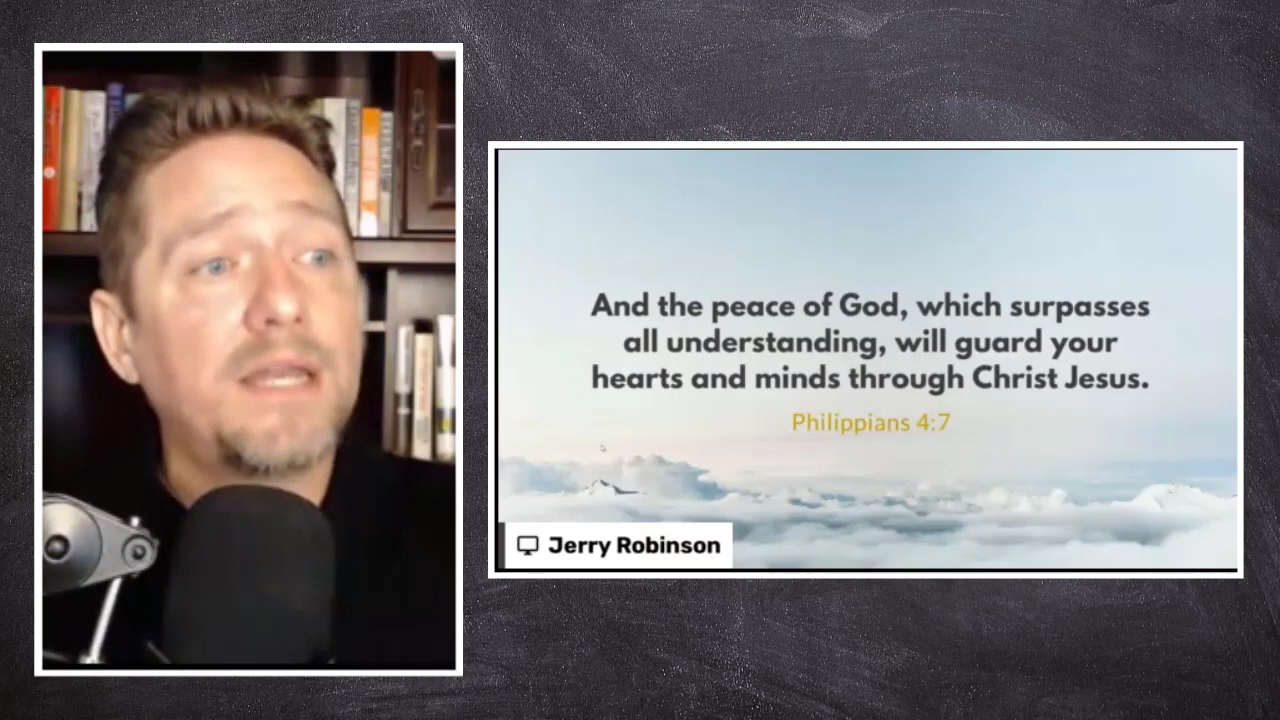 And the peace of God, which surpasses
all understanding, will guard your
hearts and minds through Christ Jesus.
Philippians 4:7
Jerry Robinson